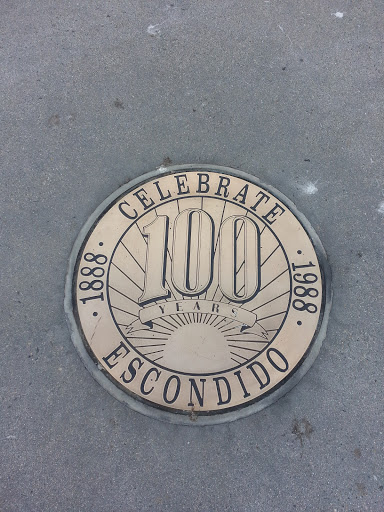 CELEBRATE
· 1888 ·
100
· 1988 ·
YEARS
ESCONDIDO